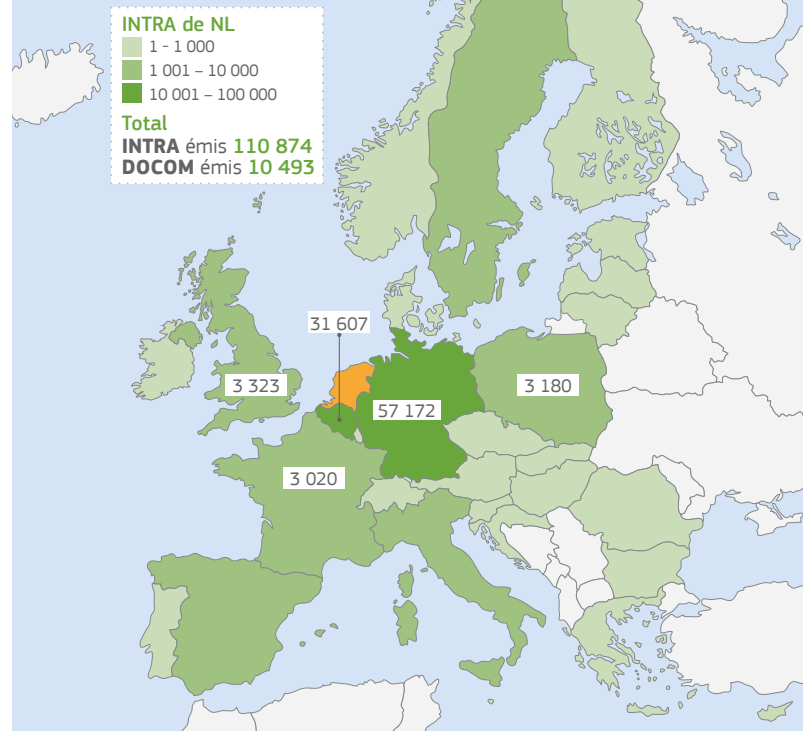 INTRA de NL
1 - 1 000
1 001 – 10 000
10 001 – 100 000
Total
INTRA émis 110 874
DOCOM émis 10 493
31 607
3 323
57 172
3 180
3 020